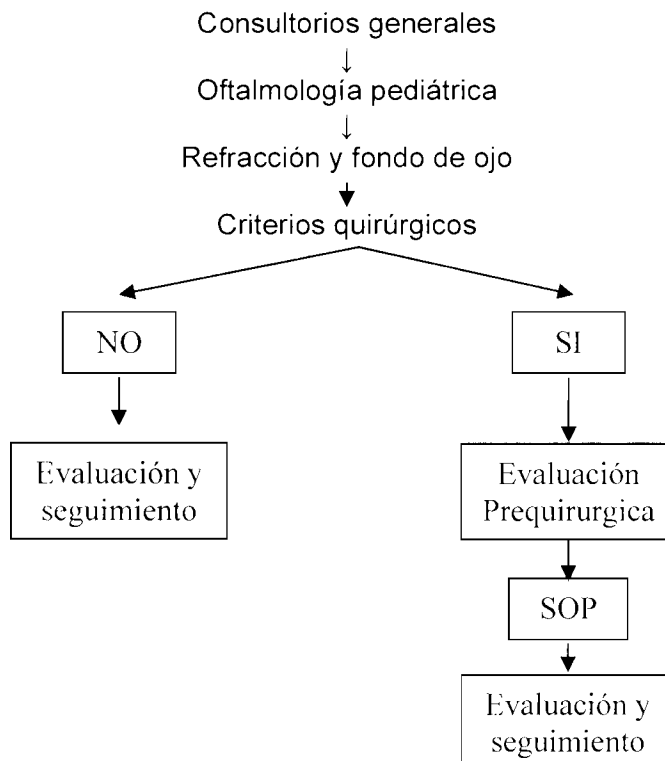 Consultorios generales
↓
Oftalmología pediátrica
↓
Refracción y fondo de ojo
Criterios quirúrgicos
NO
SI
Evaluación y
seguimiento
Evaluación
Prequirurgica
SOP
Evaluación y
seguimiento